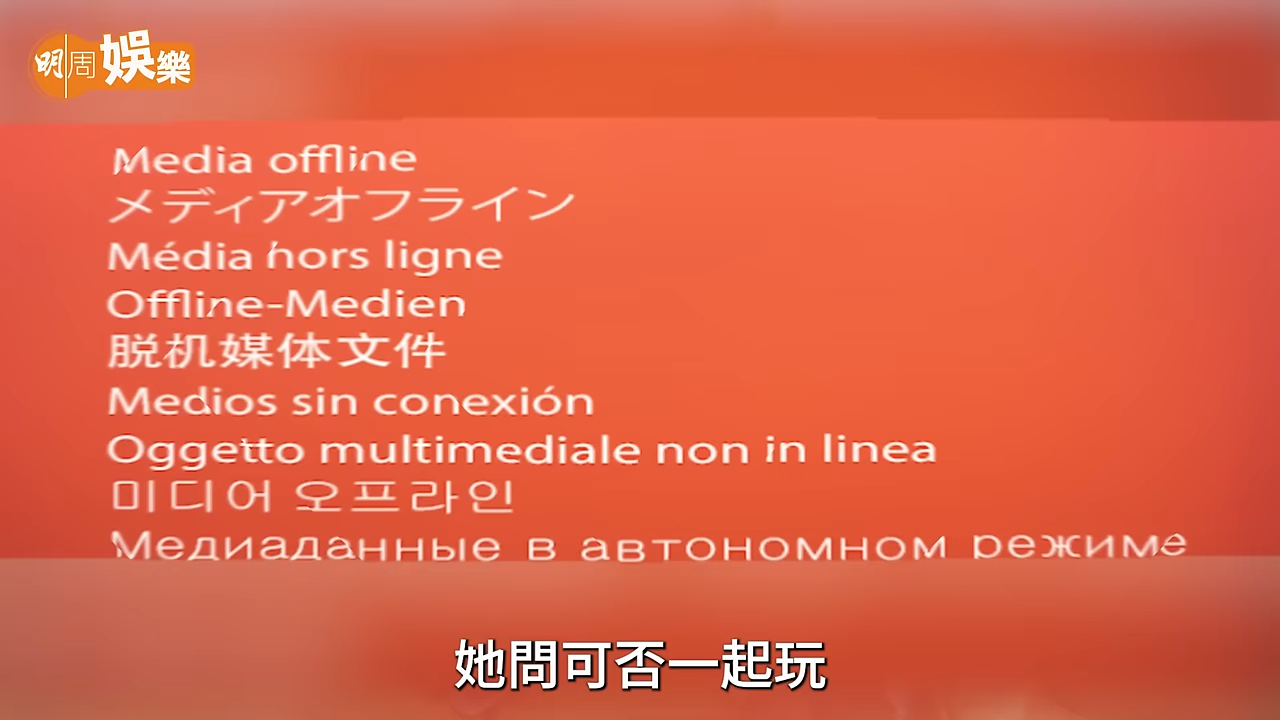 明周娛樂
Media offline
メディアオフライン
Média hors ligne
Offline-Medien
脱机媒体文件
Medios sin conexión
Oggetto multimediale non in linea
미디어 오프라인
Медиаданные в автономном режиме
她問可否一起玩